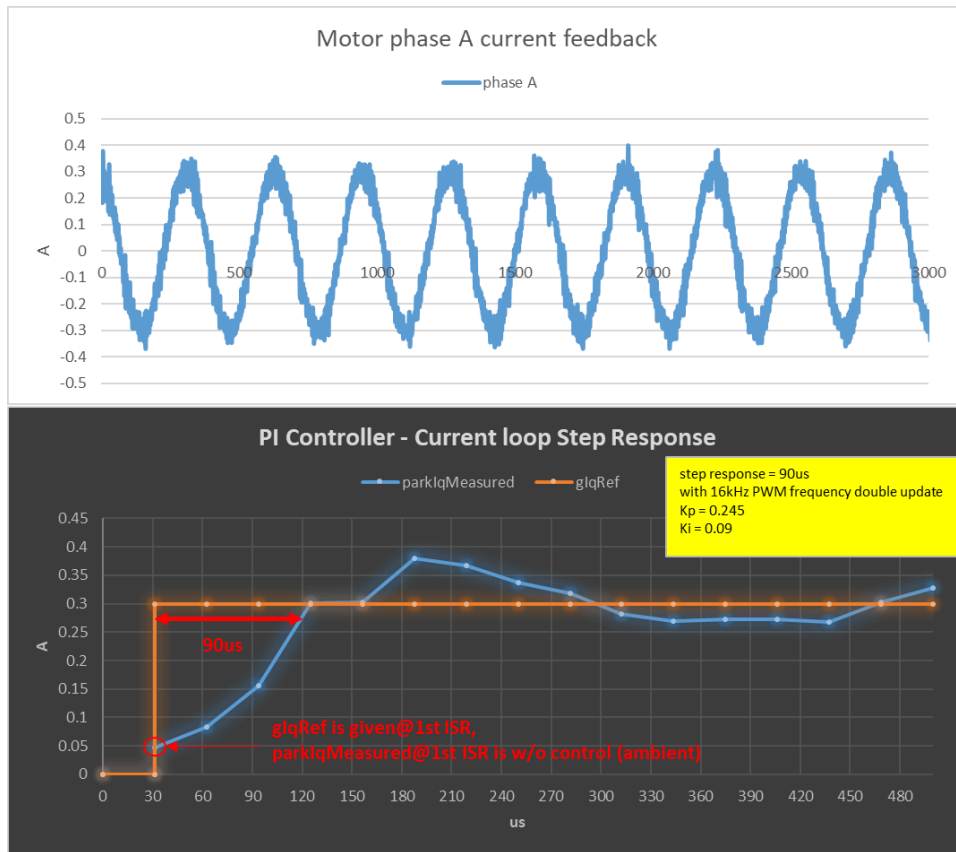 Motor phase A current feedback
phase A
0.5
0.4
0.3
0.2
0.1
0
-0.1
-0.2
-0.3
-0.4
-0.5
A
0 500 1000 1500 2000 2500 3000
PI Controller - Current loop Step Response
parkIqMeasured gIqRef
step response = 90us
with 16kHz PWM frequency double update
Kp = 0.245
Ki = 0.09
0.45
0.4
0.35
0.3
0.25
0.2
0.15
0.1
0.05
0
A
90us
gIqRef is given@1st ISR,
parkIqMeasured@1st ISR is w/o control (ambient)
0 30 60 90 120 150 180 210 240 270 300 330 360 390 420 450 480
us